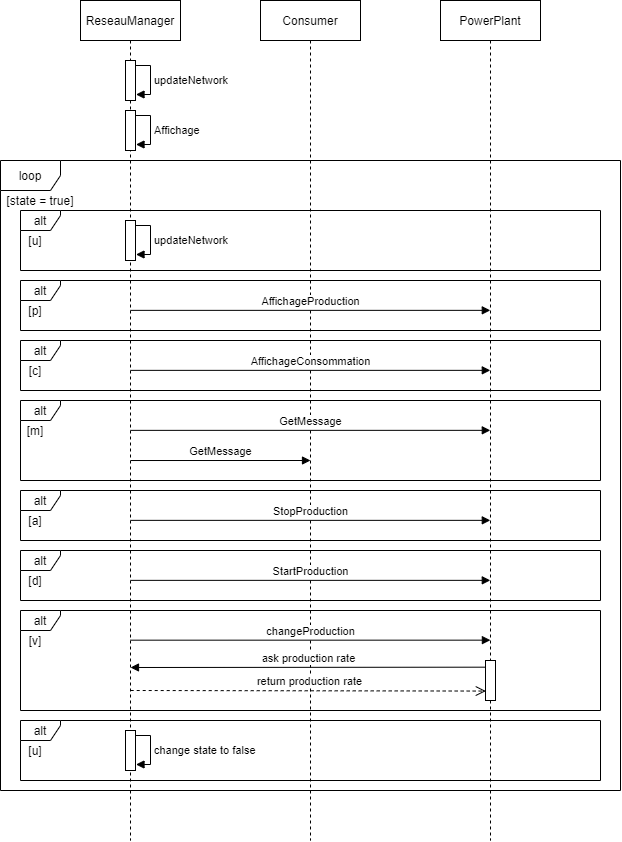 ReseauManager
Consumer
PowerPlant
updateNetwork
Affichage
loop
[state = true]
alt
[u]
updateNetwork
alt
[p]
AffichageProduction
alt
[c]
AffichageConsommation
alt
[m]
GetMessage
GetMessage
alt
[a]
StopProduction
alt
[d]
StartProduction
alt
[v]
changeProduction
ask production rate
return production rate
alt
[u]
change state to false